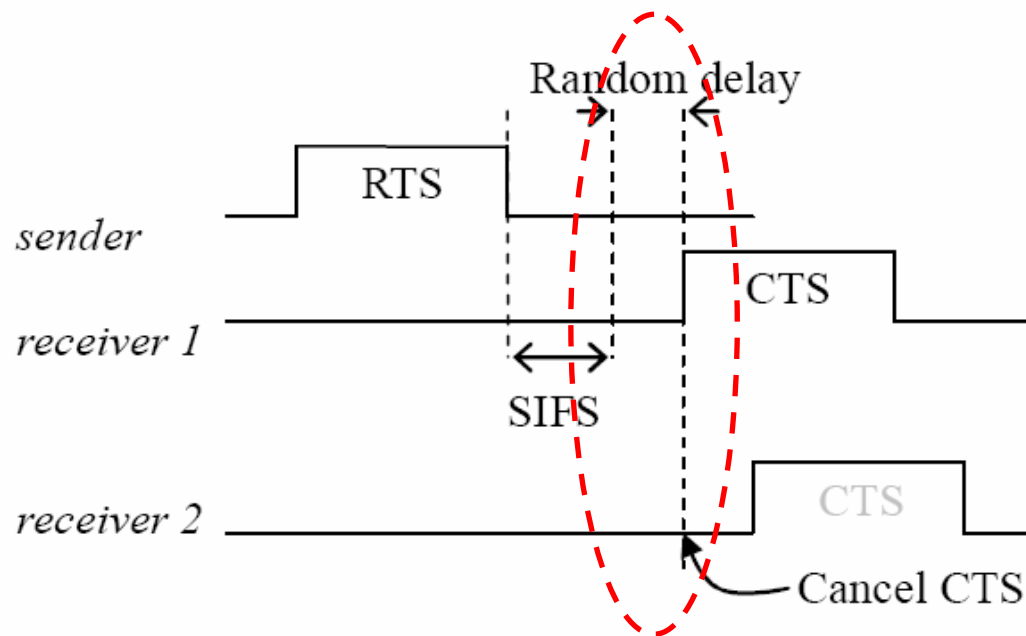 Random delay
RTS
sender
CTS
receiver 1
SIFS
CTS
receiver 2
Cancel CTS